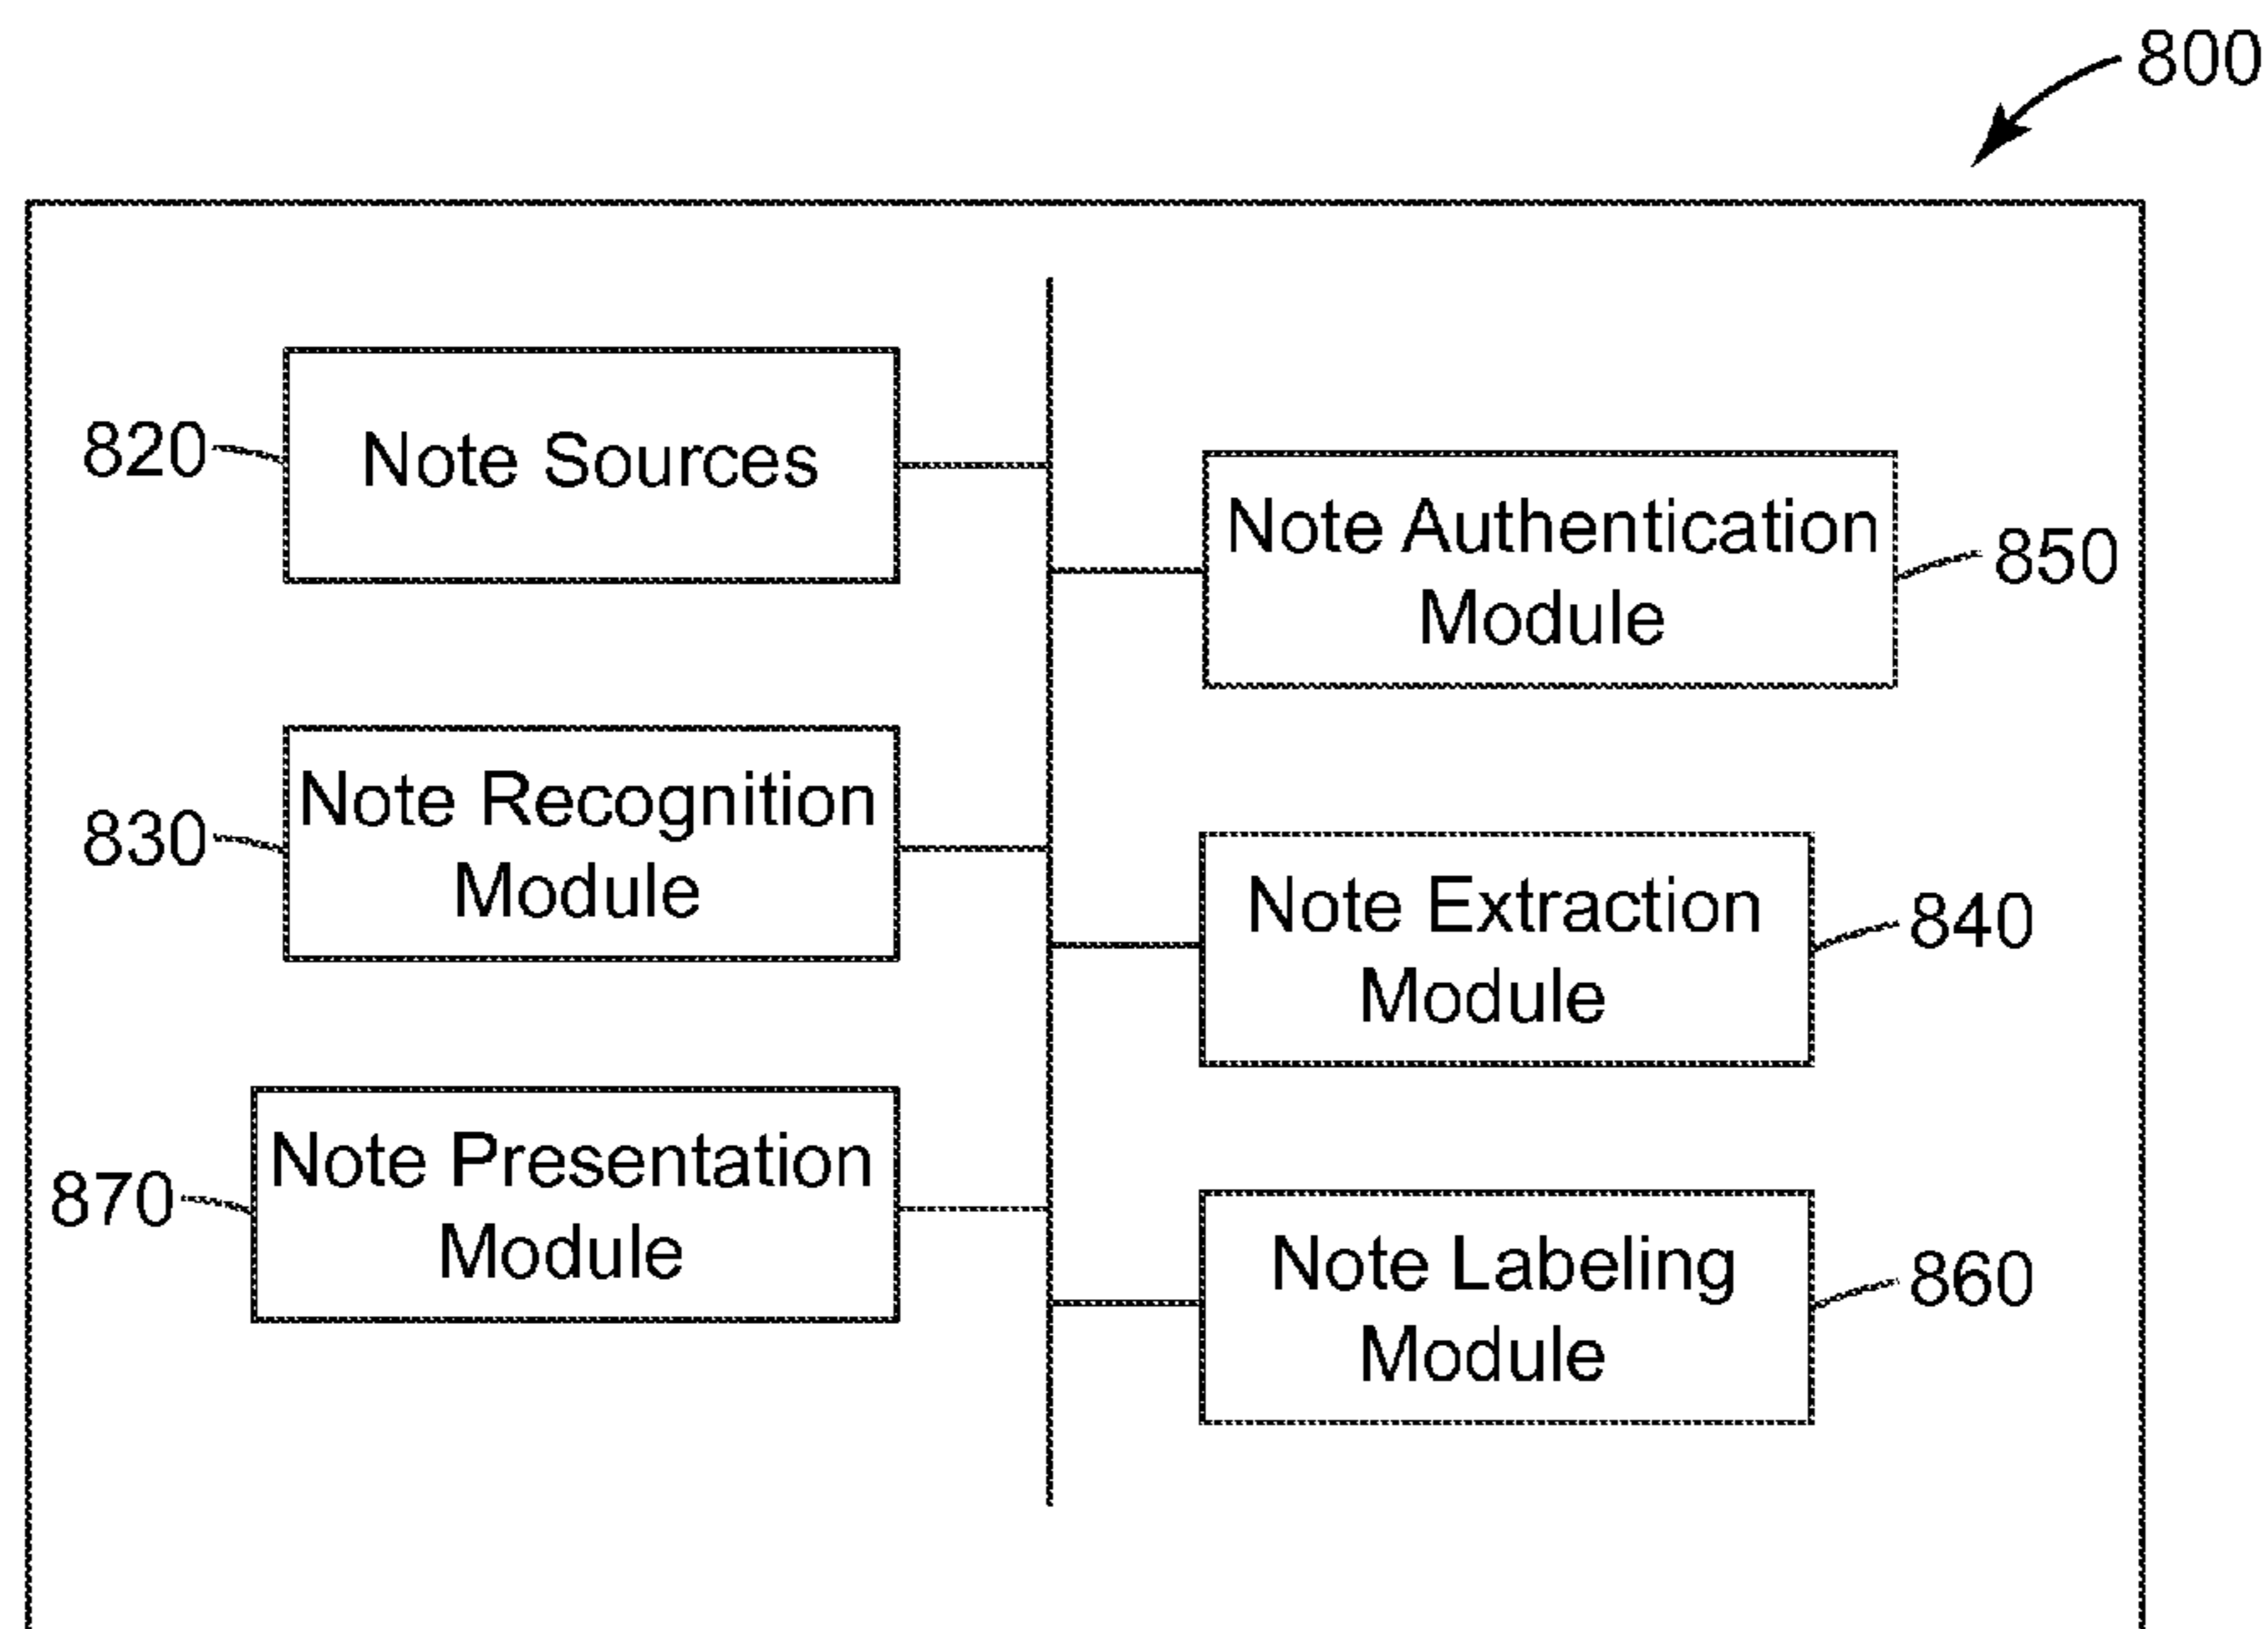 800
820
Note Sources
Note Authentication
Module
850
830
Note Recognition
Module
Note Extraction
Module
840
870
Note Presentation
Module
Note Labeling
Module
860